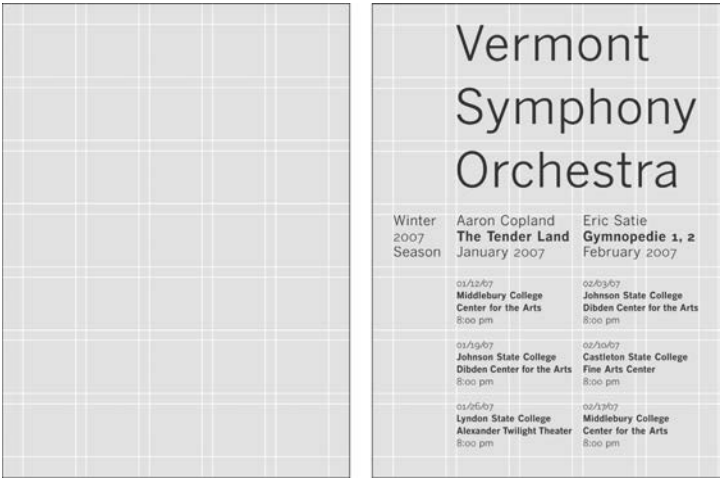 Vermont
Symphony
Orchestra
Winter
2007
Season
Aaron Copland
The Tender Land
January 2007
Eric Satie
Gymnopedie 1, 2
February 2007
01/12/07
Middlebury College
Center for the Arts
8:00 pm
02/03/07
Johnson State College
Dibden Center for the Arts
8:00 pm
01/19/07
Johnson State College
Dibden Center for the Arts
8:00 pm
02/10/07
Castleton State College
Fine Arts Center
8:00 pm
01/26/07
Lyndon State College
Alexander Twilight Theater
8:00 pm
02/17/07
Middlebury College
Center for the Arts
8:00 pm